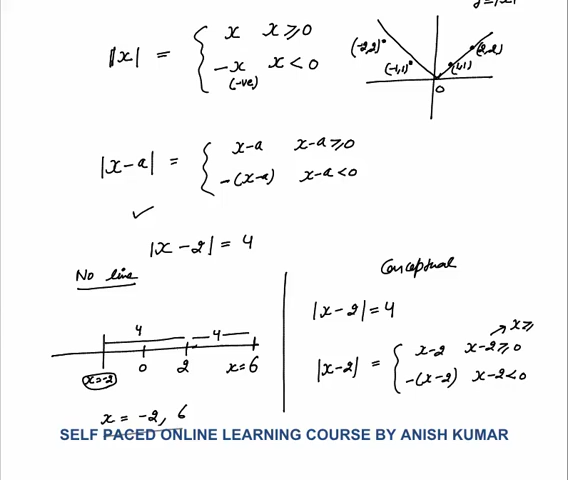 y=|x|
|x| = { x x ≥ 0
-x x < 0
(-ve)
(-2,2) (-1,1) (1,1) (2,2) 0
|x-a| = { x-a x-a ≥ 0
-(x-a) x-a < 0
✓
|x-2| = 4
No line
4 4
0 2 x=6
x=-2
x = -2, 6
Conceptual
|x-2| = 4
→ x ≥
|x-2| = { x-2 x-2 ≥ 0
-(x-2) x-2 < 0
SELF PACED ONLINE LEARNING COURSE BY ANISH KUMAR